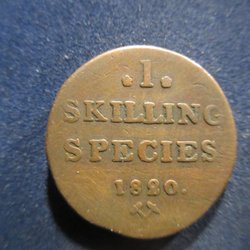 ·1·
SKILLING
SPECIES
1820.